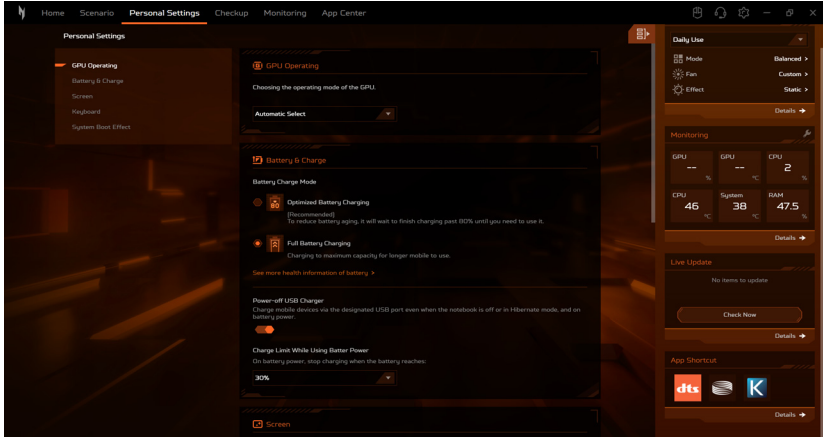 Home Scenario Personal Settings Checkup Monitoring App Center
Personal Settings
GPU Operating
Battery & Charge
Screen
Keyboard
System Boot Effect
GPU Operating
Choosing the operating mode of the GPU.
Automatic Select
Battery & Charge
Battery Charge Mode
80
Optimized Battery Charging
[Recommended]
To reduce battery aging, it will wait to finish charging past 80% until you need to use it.
Full Battery Charging
Charging to maximum capacity for longer mobile to use.
See more health information of battery >
Power-off USB Charger
Charge mobile devices via the designated USB port even when the notebook is off or in Hibernate mode, and on
battery power.
Charge Limit While Using Batter Power
On battery power, stop charging when the battery reaches:
30%
Screen
Daily Use
Mode Balanced >
Fan Custom >
Effect Static >
Details →
Monitoring
GPU GPU CPU
-- -- 2
% °C %
CPU System RAM
46 38 47.5
°C °C %
Details →
Live Update
No items to update
Check Now
Details →
App Shortcut
dts K
Details →